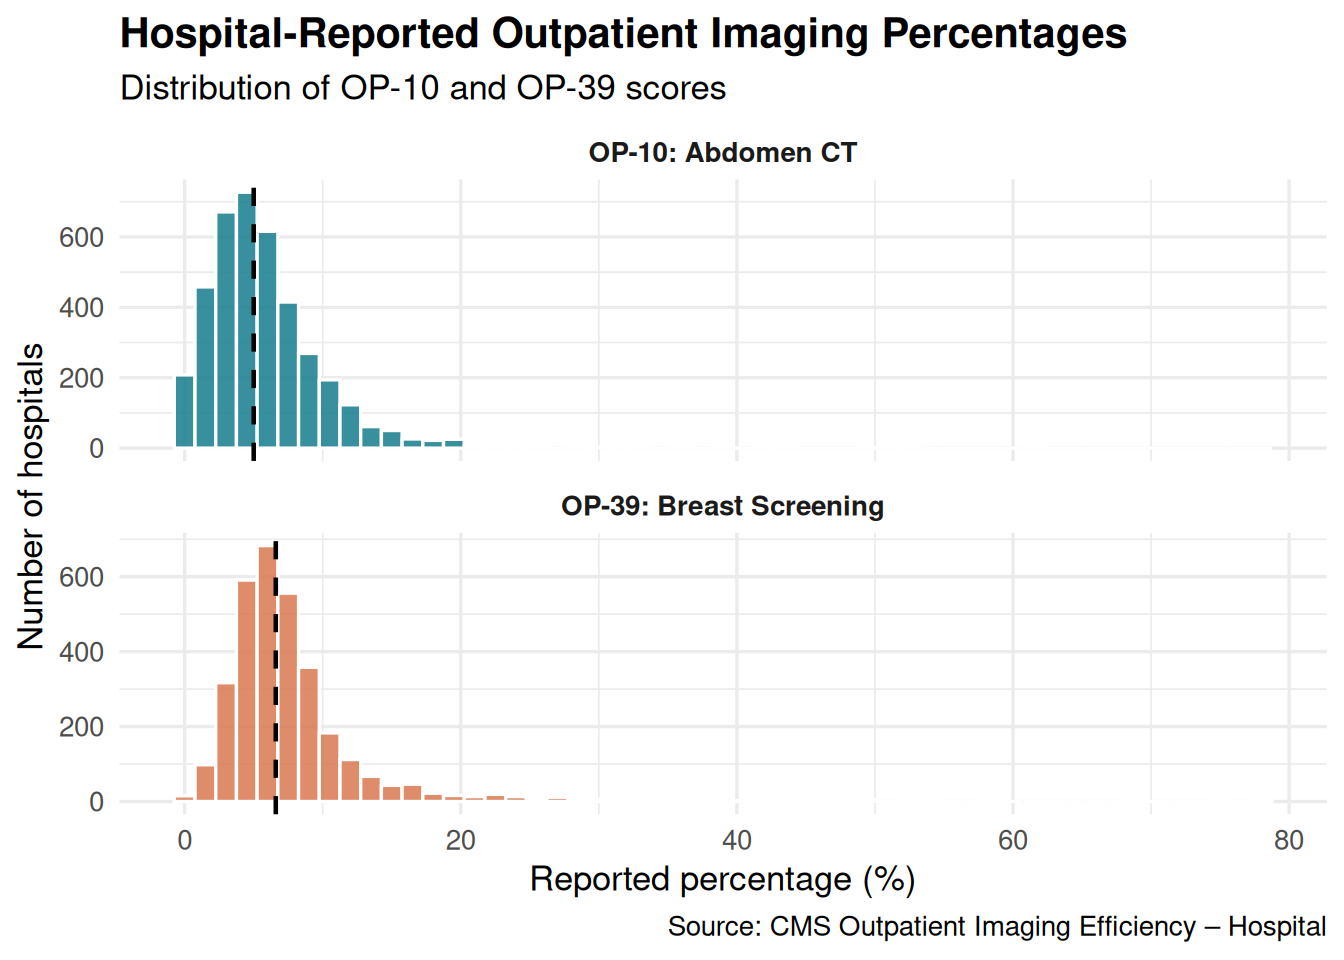 Hospital-Reported Outpatient Imaging Percentages
Distribution of OP-10 and OP-39 scores
OP-10: Abdomen CT
600
400
200
0
Number of hospitals
OP-39: Breast Screening
600
400
200
0
0 20 40 60 80
Reported percentage (%)
Source: CMS Outpatient Imaging Efficiency – Hospital